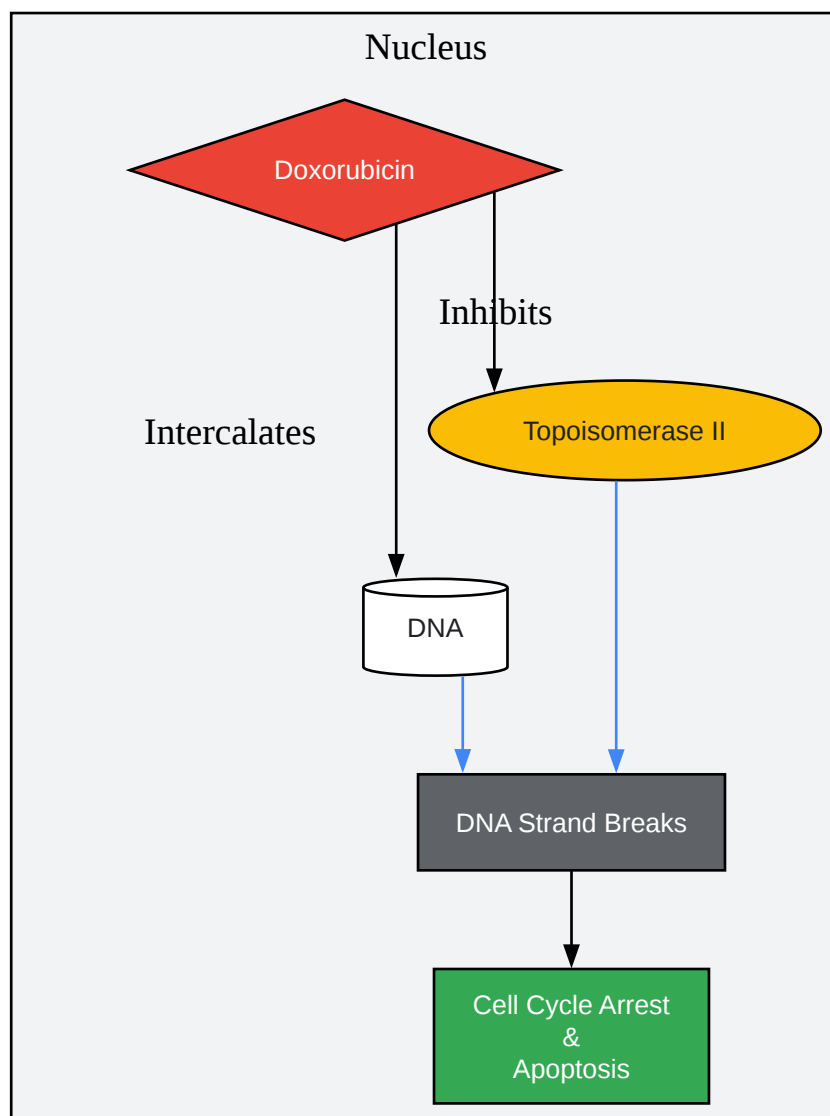 Nucleus
Doxorubicin
Inhibits
Intercalates
Topoisomerase II
DNA
DNA Strand Breaks
Cell Cycle Arrest
&
Apoptosis